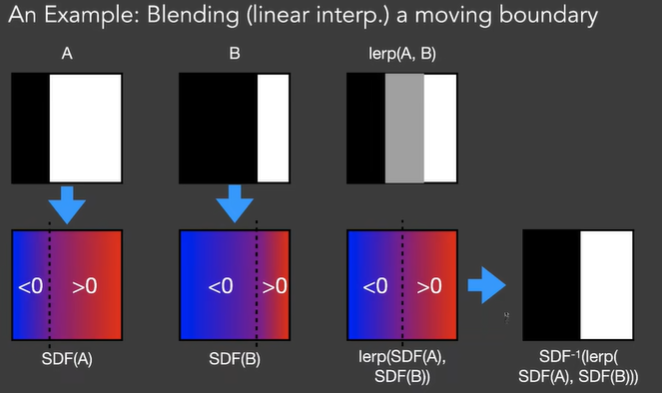 An Example: Blending (linear interp.) a moving boundary
A
B
lerp(A, B)
<0
>0
<0
>0
<0
>0
SDF(A)
SDF(B)
lerp(SDF(A),
SDF(B))
SDF-1(lerp(
SDF(A), SDF(B)))